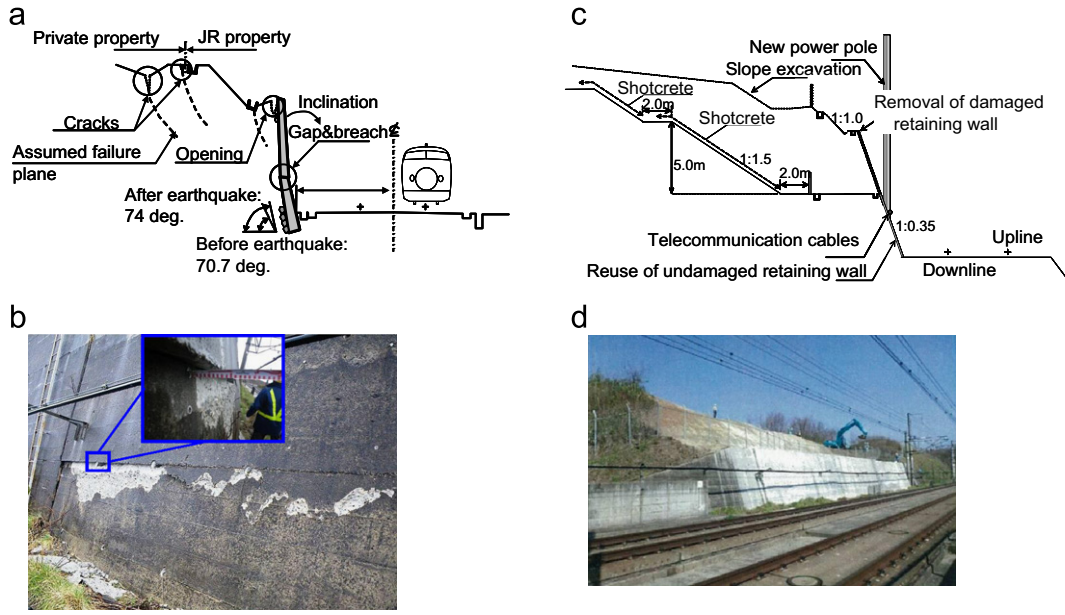 a
Private property
JR property
Inclination
Gap&breach
Cracks
Opening
Assumed failure
plane
After earthquake:
74 deg.
Before earthquake:
70.7 deg.
c
New power pole
Slope excavation
Shotcrete
2.0m
Shotcrete
1:1.0
Removal of damaged
retaining wall
5.0m
1:1.5
2.0m
Telecommunication cables
1:0.35
Reuse of undamaged retaining wall
Upline
Downline
b
d